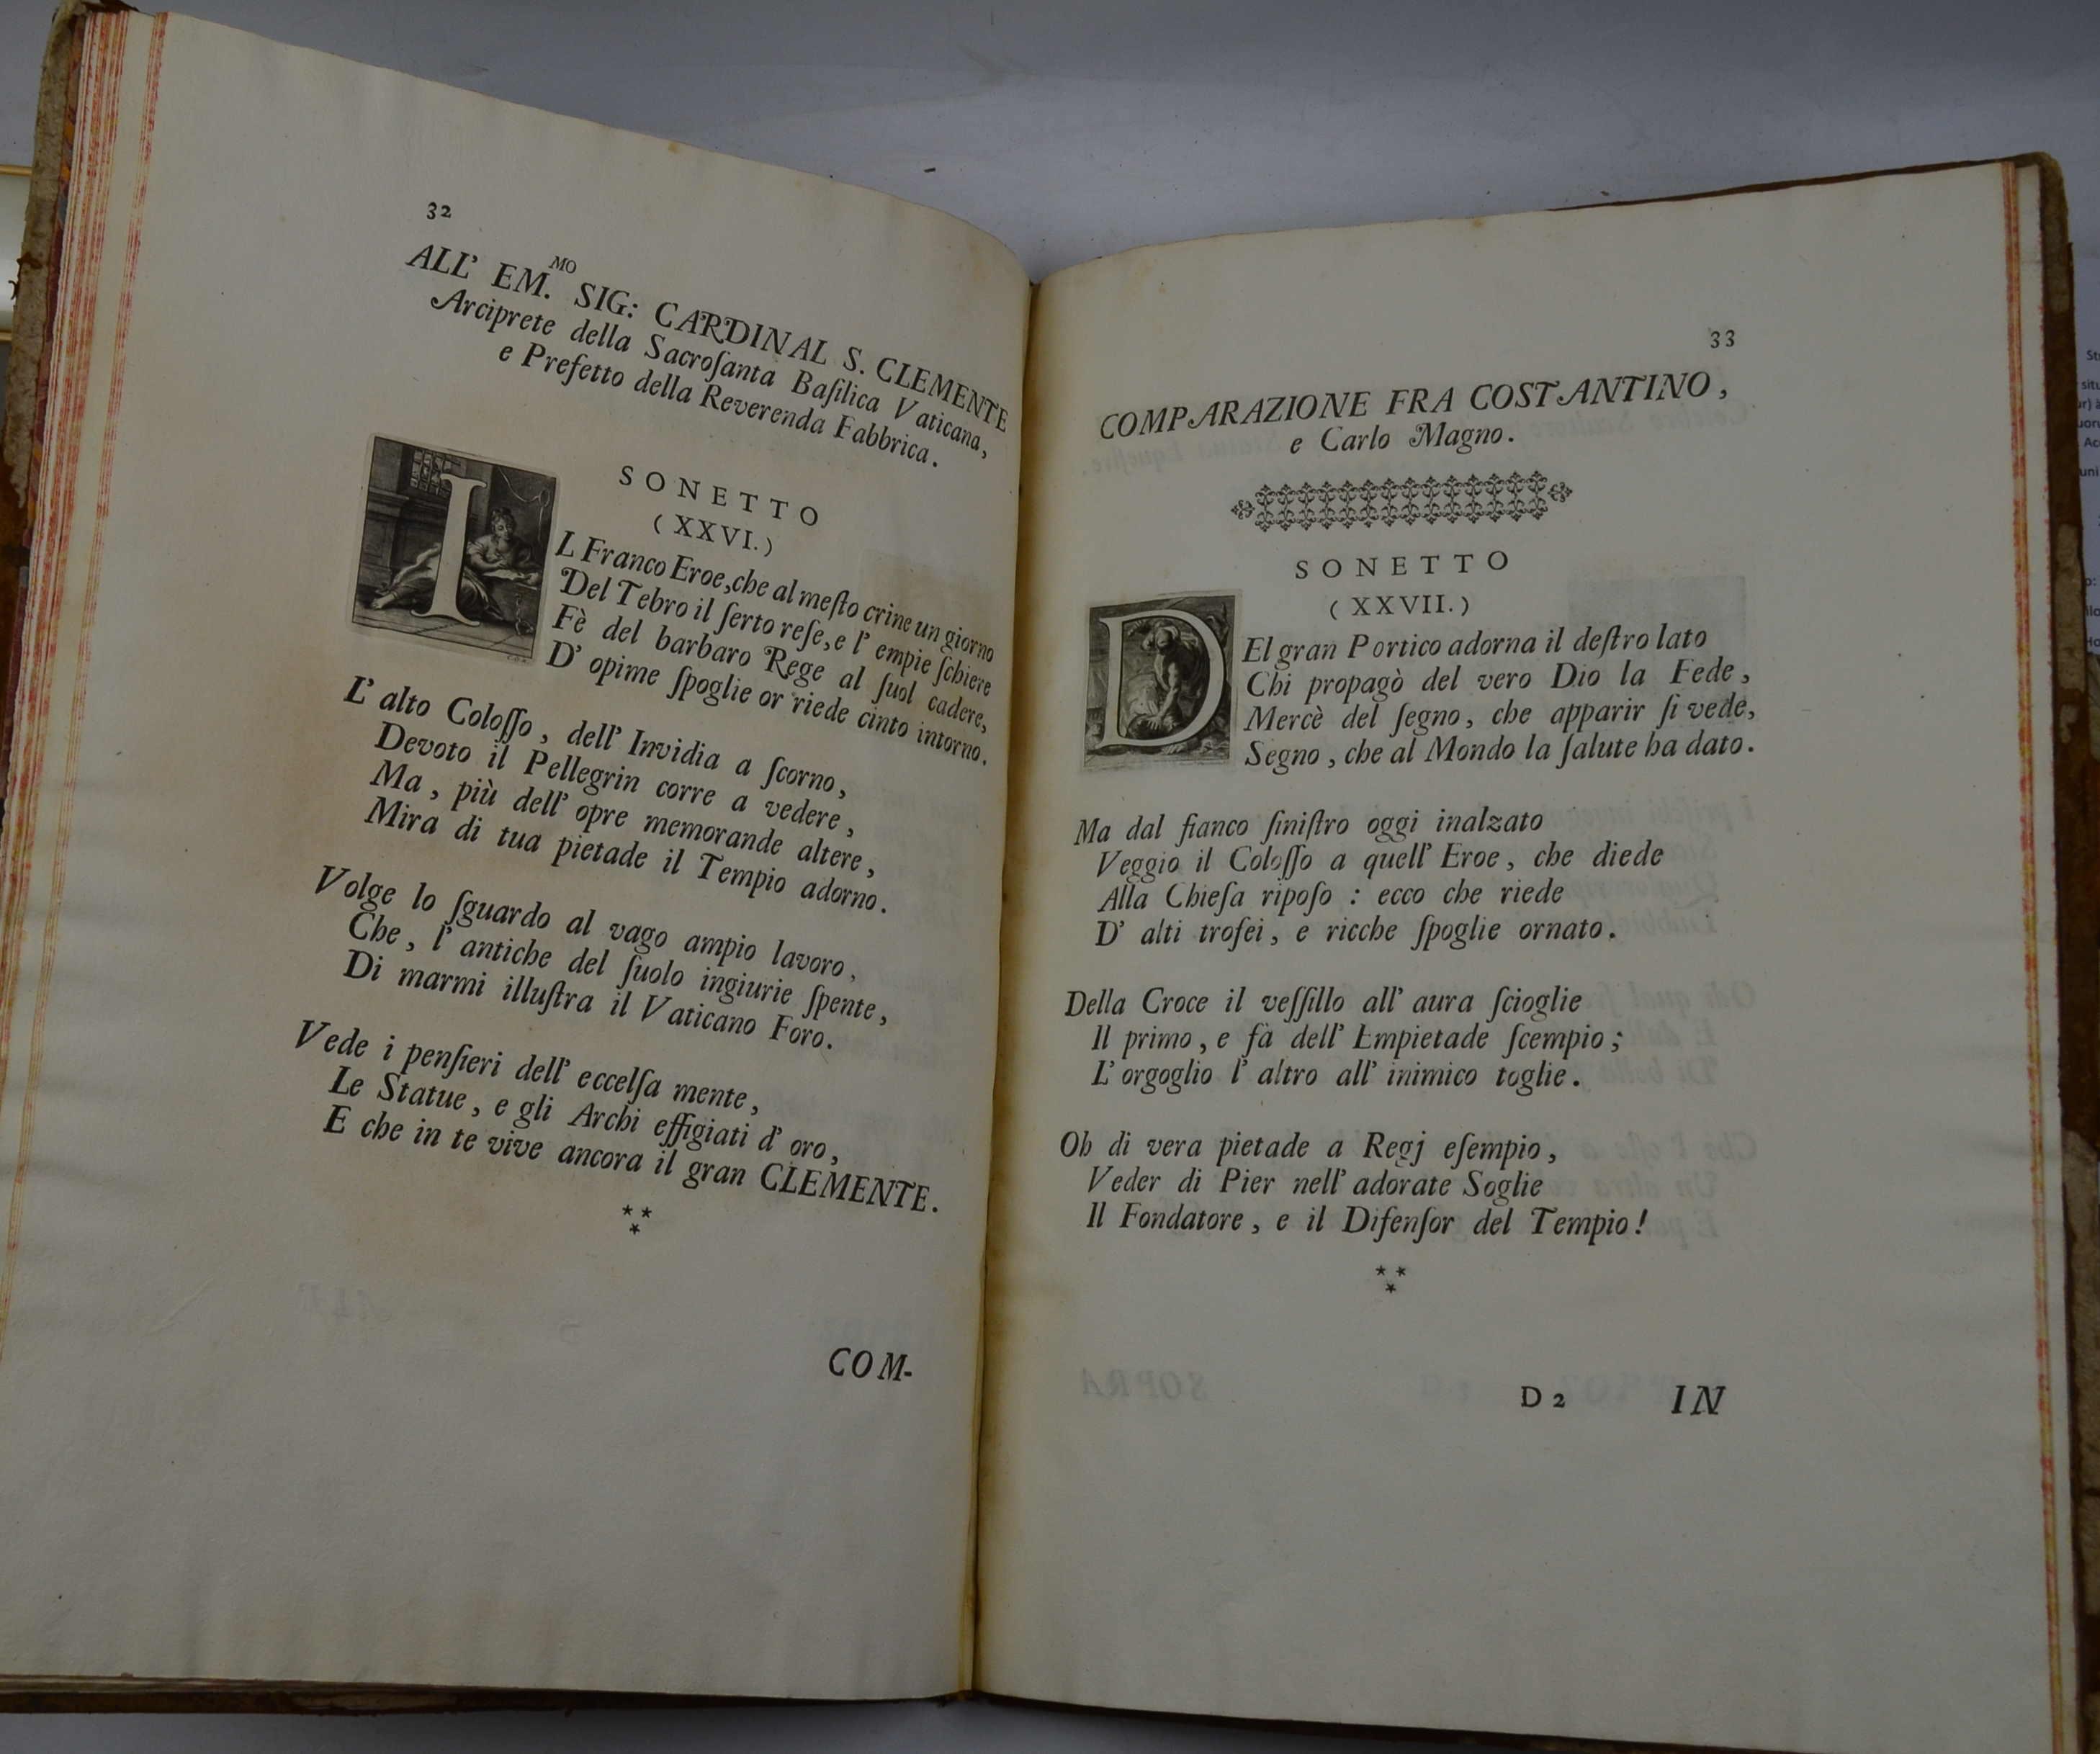 32
ALL' EM.MO SIG: CARDINAL S. CLEMENTE
Arciprete della Sacroſanta Baſilica Vaticana,
e Prefetto della Reverenda Fabbrica.
SONETTO
(XXVI.)
IL Franco Eroe, che al meſto crine un giorno
Del Tebro il ſerto reſe, e l' empie ſchiere
Fè del barbaro Rege al ſuol cadere,
D' opime ſpoglie or riede cinto intorno.
L' alto Coloſſo, dell' Invidia a ſcorno,
Devoto il Pellegrin corre a vedere,
Ma, più dell' opre memorande altere,
Mira di tua pietade il Tempio adorno.
Volge lo ſguardo al vago ampio lavoro,
Che, l' antiche del ſuolo ingiurie ſpente,
Di marmi illuſtra il Vaticano Foro.
Vede i penſieri dell' eccelſa mente,
Le Statue, e gli Archi effigiati d' oro,
E che in te vive ancora il gran CLEMENTE.
COM-
33
COMPARAZIONE FRA COSTANTINO,
e Carlo Magno.
SONETTO
(XXVII.)
DEl gran Portico adorna il deſtro lato
Chi propagò del vero Dio la Fede,
Mercè del ſegno, che apparir ſi vede,
Segno, che al Mondo la ſalute ha dato.
Ma dal fianco ſiniſtro oggi inalzato
Veggio il Coloſſo a quell' Eroe, che diede
Alla Chieſa ripoſo : ecco che riede
D' alti trofei, e ricche ſpoglie ornato.
Della Croce il veſſillo all' aura ſcioglie
Il primo, e fà dell' Empietade ſcempio;
L' orgoglio l' altro all' inimico toglie.
Oh di vera pietade a Regj eſempio,
Veder di Pier nell' adorate Soglie
Il Fondatore, e il Difenſor del Tempio!
D 2
IN